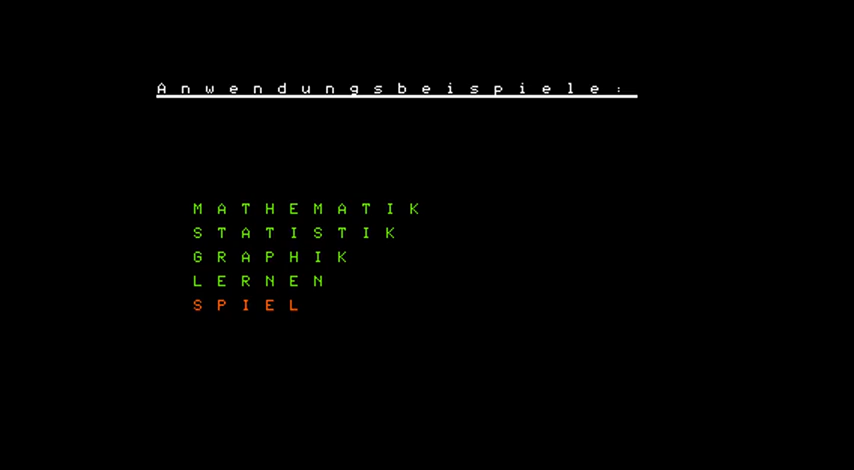 Anwendungsbeispiele:
MATHEMATIK
STATISTIK
GRAPHIK
LERNEN
SPIEL